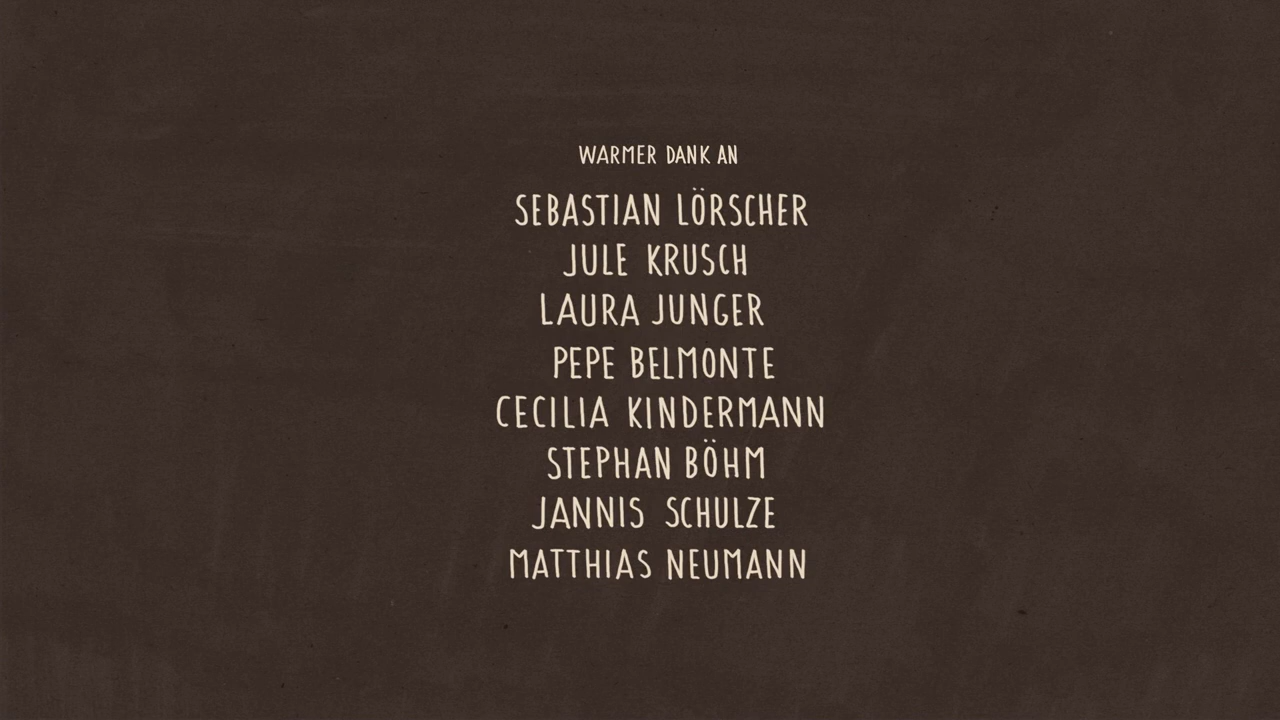 WARMER DANK AN
SEBASTIAN LÖRSCHER
JULE KRUSCH
LAURA JUNGER
PEPE BELMONTE
CECILIA KINDERMANN
STEPHAN BÖHM
JANNIS SCHULZE
MATTHIAS NEUMANN